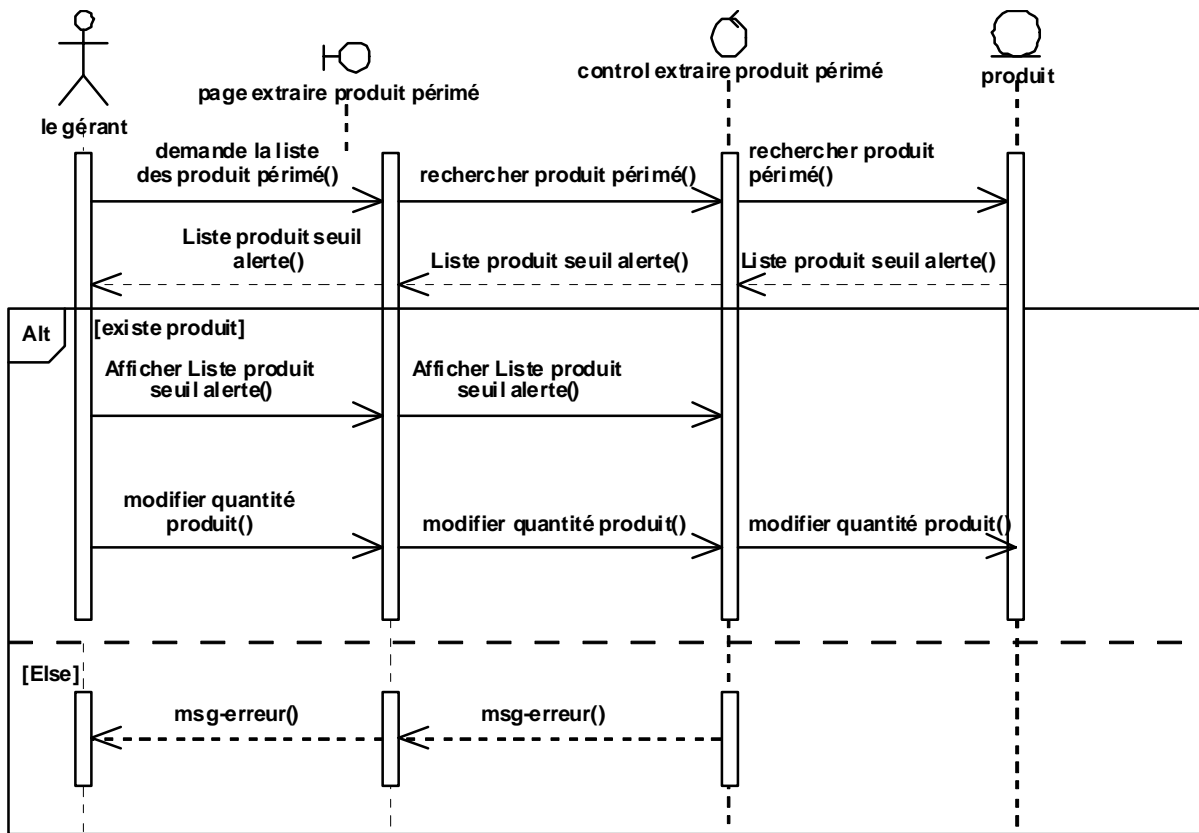 le gérant
page extraire produit périmé
control extraire produit périmé
produit
demande la liste
des produit périmé()
rechercher produit périmé()
rechercher produit
périmé()
Liste produit seuil
alerte()
Liste produit seuil alerte()
Liste produit seuil alerte()
Alt
[existe produit]
Afficher Liste produit
seuil alerte()
Afficher Liste produit
seuil alerte()
modifier quantité
produit()
modifier quantité produit()
modifier quantité produit()
[Else]
msg-erreur()
msg-erreur()